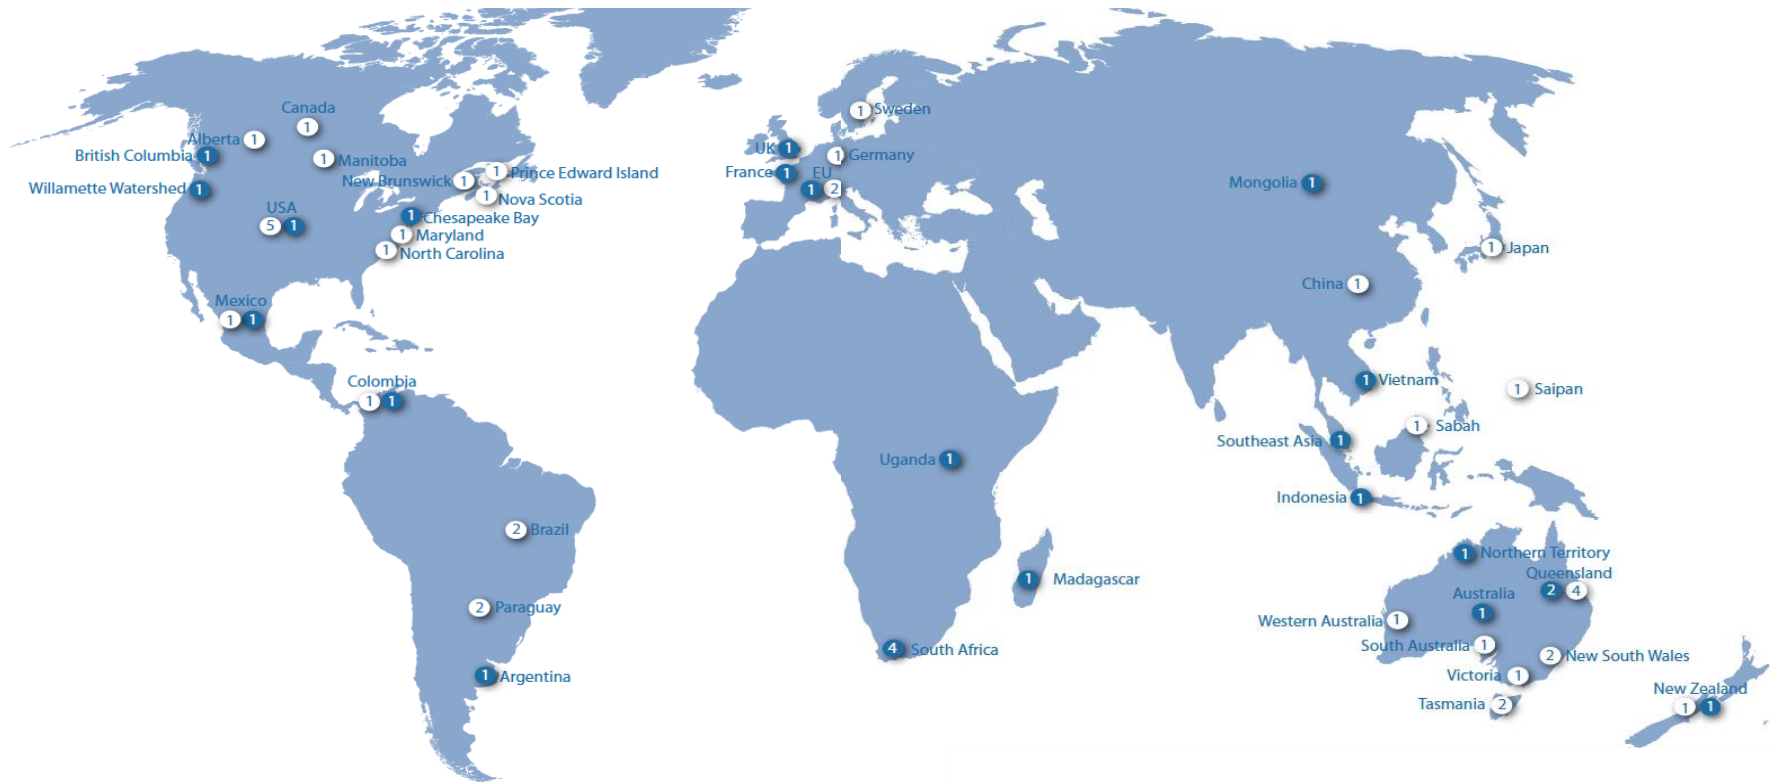 Canada
1
Alberta 1
British Columbia 1
1 Manitoba
Willamette Watershed 1
New Brunswick 1
1 Prince Edward Island
1 Nova Scotia
USA
5 1
1 Chesapeake Bay
1 Maryland
1 North Carolina
Mexico
1 1
Colombia
1 1
2 Brazil
2 Paraguay
1 Argentina
1 Sweden
UK 1
1 Germany
France 1
EU
1 2
Uganda 1
1 Madagascar
4 South Africa
Mongolia 1
1 Japan
China 1
1 Vietnam
1 Saipan
1 Sabah
Southeast Asia 1
Indonesia 1
1 Northern Territory
Queensland
2 4
Australia
1
Western Australia 1
South Australia 1
2 New South Wales
Victoria 1
Tasmania 2
New Zealand
1 1